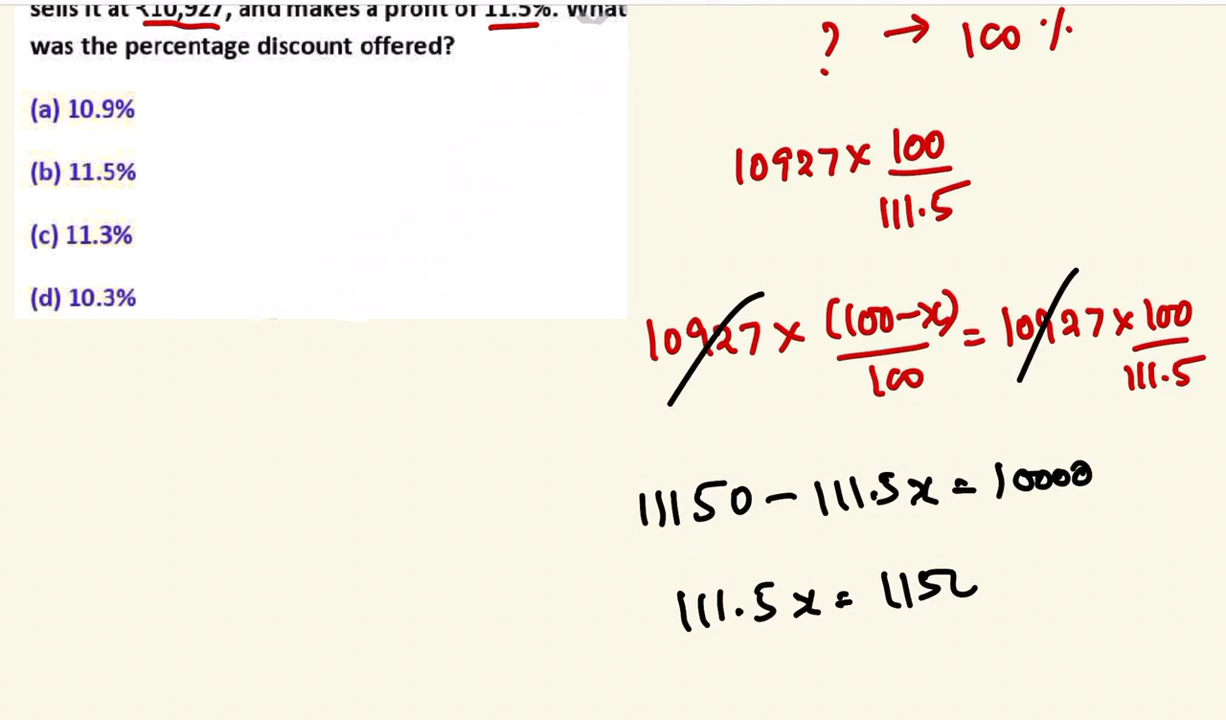 sells it at ₹10,927, and makes a profit of 11.5%. What
was the percentage discount offered?
(a) 10.9%
(b) 11.5%
(c) 11.3%
(d) 10.3%
? → 100 %
10927 × 100/111.5
10927 × (100-x)/100 = 10927 × 100/111.5
11150 - 111.5x = 10000
111.5x = 1150